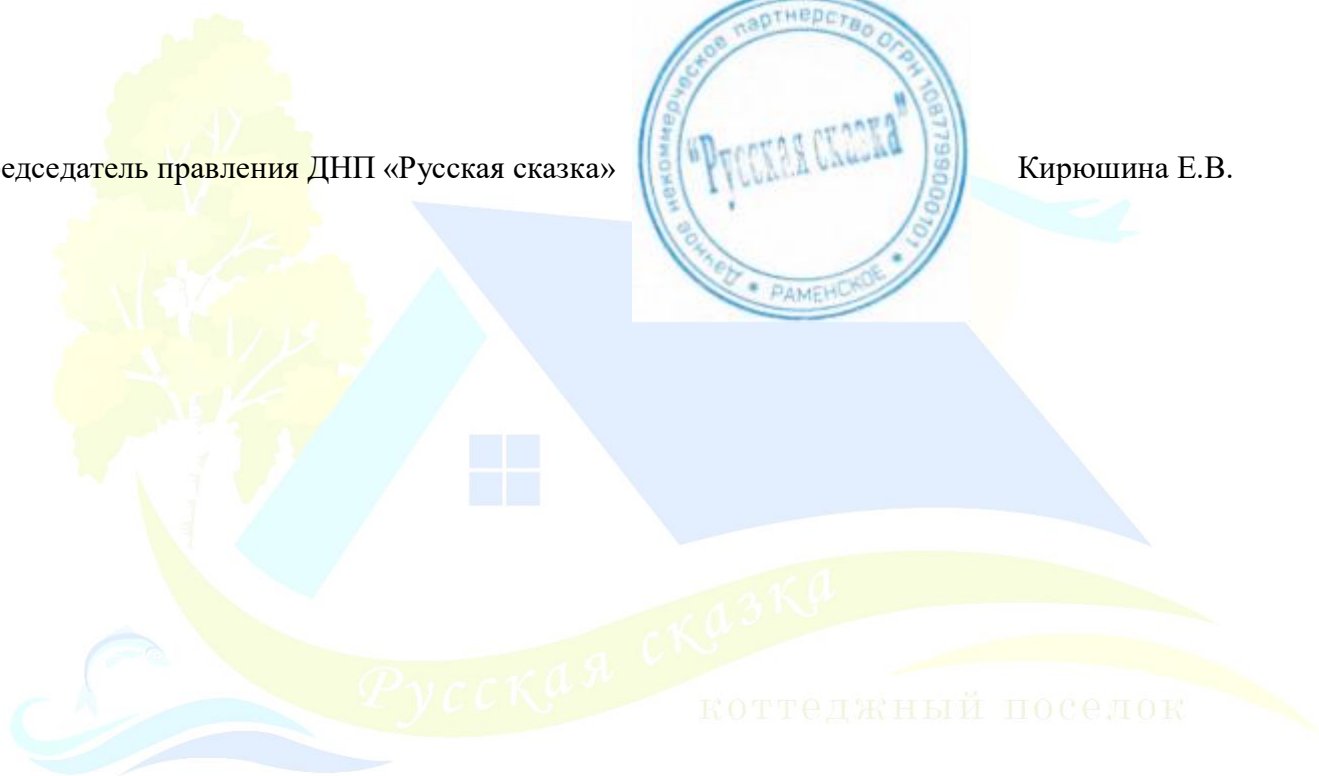 едседатель правления ДНП «Русская сказка»
Дачное некоммерческое партнерство ОГРН 1087799000101
• РАМЕНСКОЕ •
"Русская сказка"
Кирюшина Е.В.
Русская сказка
коттеджный поселок